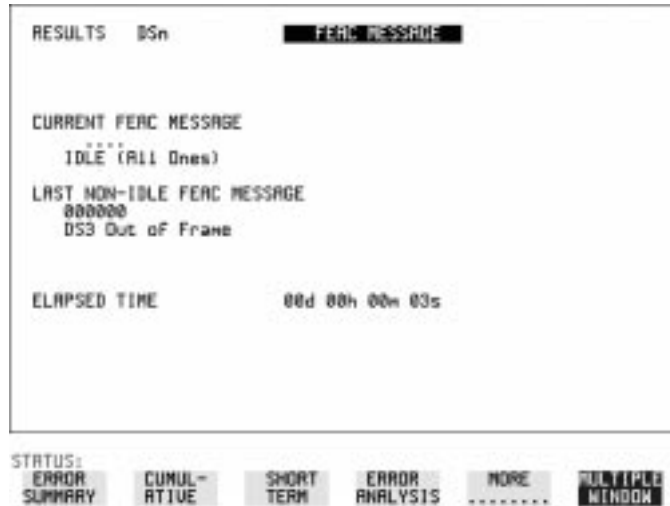 RESULTS DSn FEAC MESSAGE
CURRENT FEAC MESSAGE
....
IDLE (All Ones)
LAST NON-IDLE FEAC MESSAGE
000000
DS3 Out of Frame
ELAPSED TIME 00d 00h 00m 03s
STATUS:
ERROR SUMMARY CUMUL-ATIVE SHORT TERM ERROR ANALYSIS MORE ........ MULTIPLE WINDOW